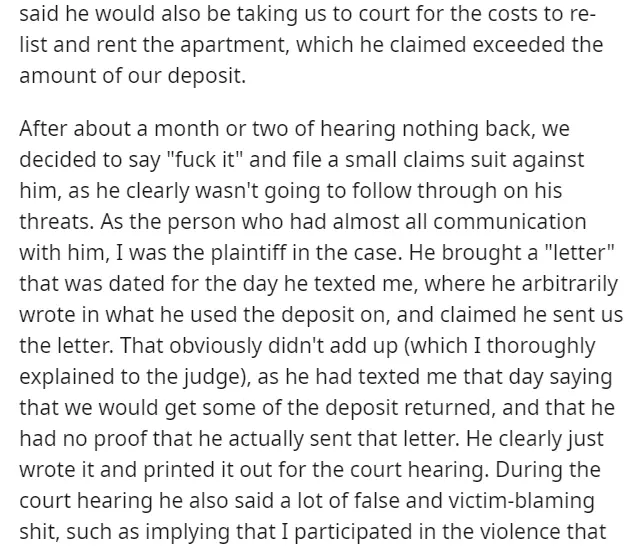 said he would also be taking us to court for the costs to re-
list and rent the apartment, which he claimed exceeded the
amount of our deposit.
After about a month or two of hearing nothing back, we
decided to say "fuck it" and file a small claims suit against
him, as he clearly wasn't going to follow through on his
threats. As the person who had almost all communication
with him, I was the plaintiff in the case. He brought a "letter"
that was dated for the day he texted me, where he arbitrarily
wrote in what he used the deposit on, and claimed he sent us
the letter. That obviously didn't add up (which I thoroughly
explained to the judge), as he had texted me that day saying
that we would get some of the deposit returned, and that he
had no proof that he actually sent that letter. He clearly just
wrote it and printed it out for the court hearing. During the
court hearing he also said a lot of false and victim-blaming
shit, such as implying that I participated in the violence that